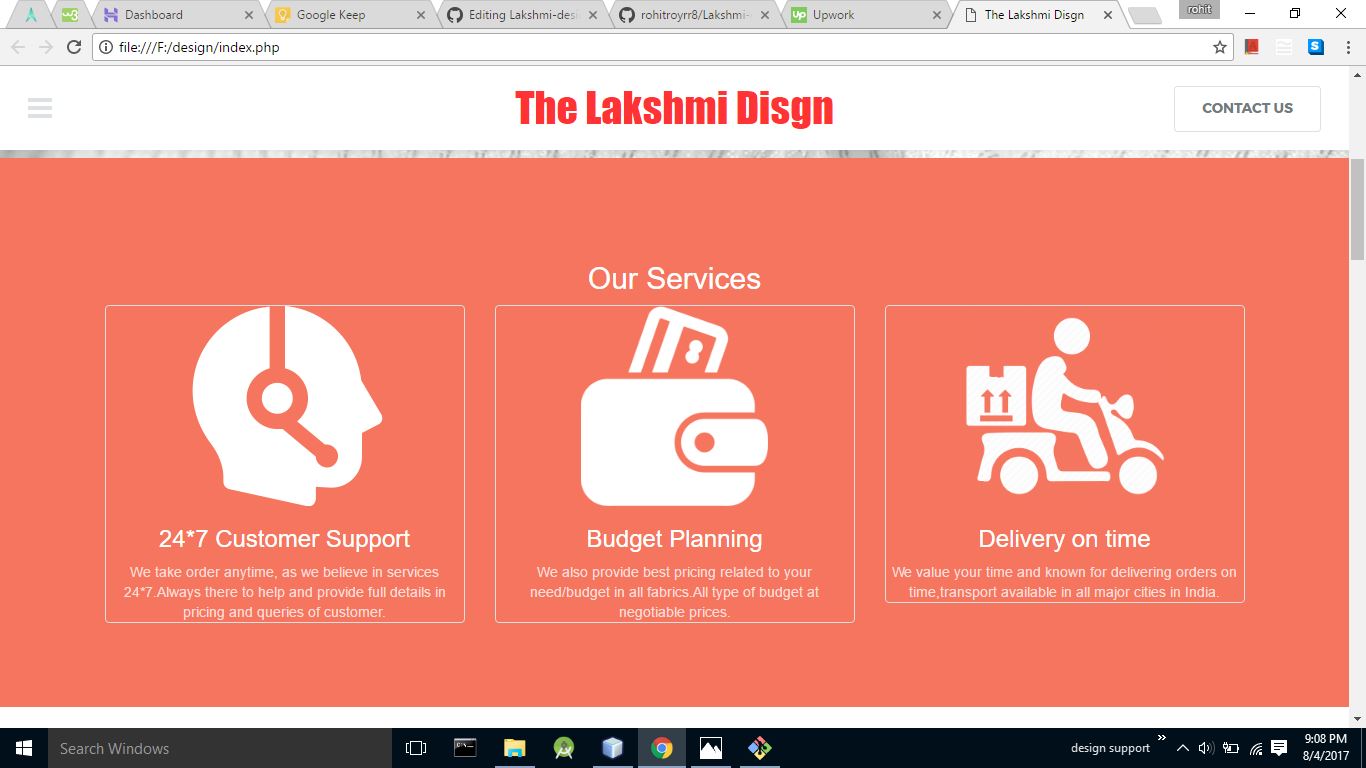 rohit
Dashboard
Google Keep
Editing Lakshmi-desi
rohitroyrr8/Lakshmi-
Up Upwork
The Lakshmi Disgn
file:///F:/design/index.php
The Lakshmi Disgn
CONTACT US
Our Services
24*7 Customer Support
We take order anytime, as we believe in services
24*7.Always there to help and provide full details in
pricing and queries of customer.
Budget Planning
We also provide best pricing related to your
need/budget in all fabrics.All type of budget at
negotiable prices.
Delivery on time
We value your time and known for delivering orders on
time,transport available in all major cities in India.
Search Windows
design support
9:08 PM
8/4/2017